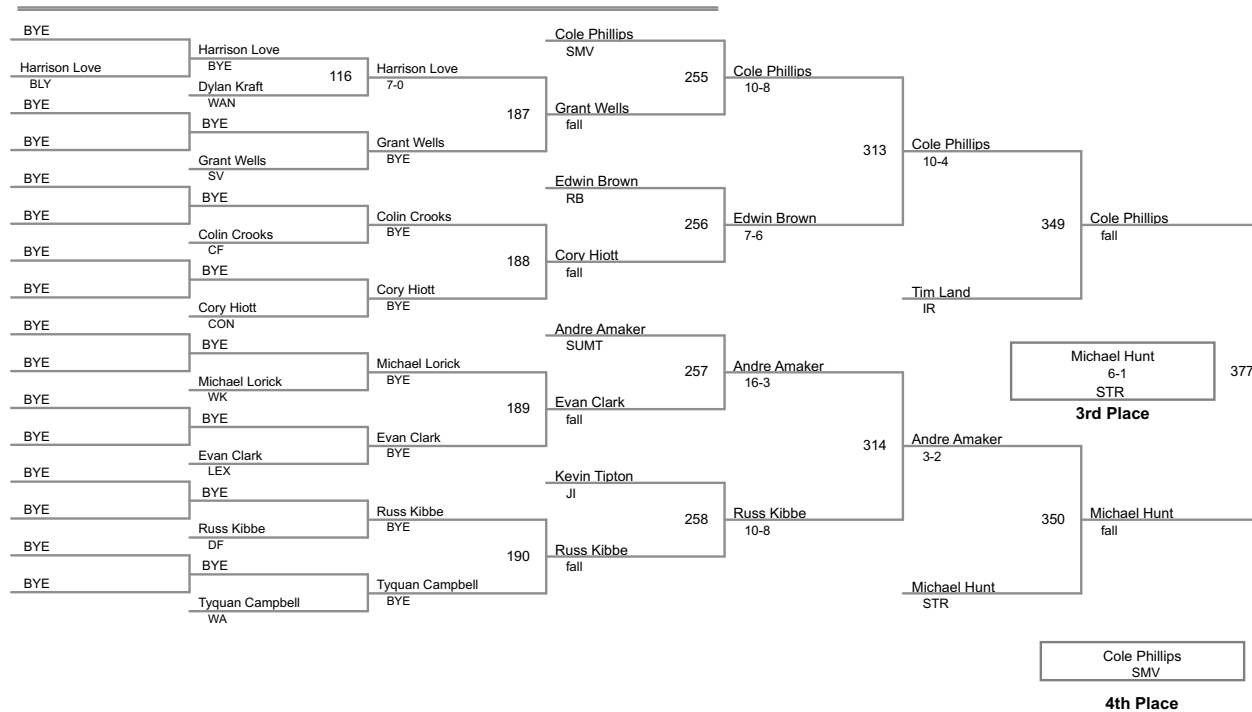 BYE
Harrison Love
BLY
BYE
BYE
BYE
BYE
BYE
BYE
BYE
BYE
BYE
BYE
BYE
BYE
BYE
BYE
Harrison Love
BYE
116
Dylan Kraft
WAN
BYE
Grant Wells
SV
BYE
Colin Crooks
CF
BYE
Cory Hiott
CON
BYE
Michael Lorick
WK
BYE
Evan Clark
LEX
BYE
Russ Kibbe
DF
BYE
Tyquan Campbell
WA
Harrison Love
7-0
187
Grant Wells
BYE
Colin Crooks
BYE
188
Cory Hiott
BYE
Michael Lorick
BYE
189
Evan Clark
BYE
Russ Kibbe
BYE
190
Tyquan Campbell
BYE
Cole Phillips
SMV
255
Grant Wells
fall
Edwin Brown
RB
256
Cory Hiott
fall
Andre Amaker
SUMT
257
Evan Clark
fall
Kevin Tipton
JI
258
Russ Kibbe
fall
Cole Phillips
10-8
313
Edwin Brown
7-6
Andre Amaker
16-3
314
Russ Kibbe
10-8
Cole Phillips
10-4
349
Tim Land
IR
Andre Amaker
3-2
350
Michael Hunt
STR
Cole Phillips
fall
Michael Hunt
6-1
STR
377
3rd Place
Michael Hunt
fall
Cole Phillips
SMV
4th Place